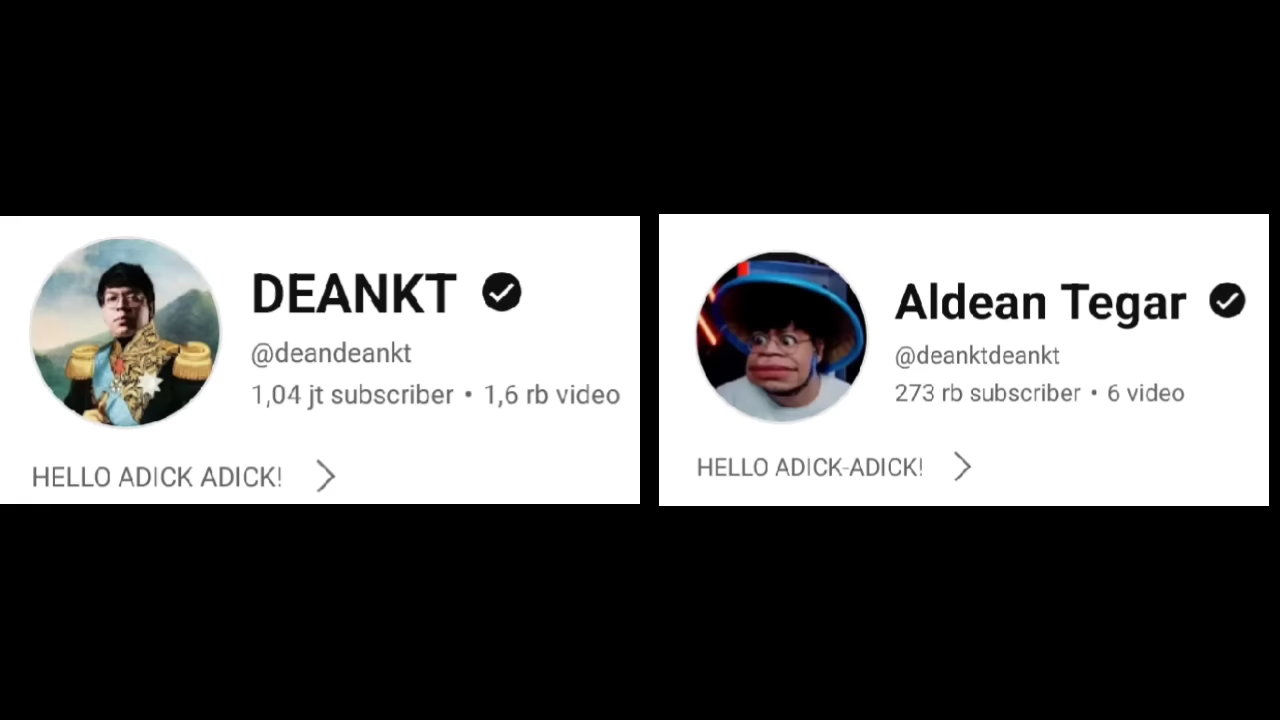 DEANKT
@deandeankt
1,04 jt subscriber • 1,6 rb video
HELLO ADICK ADICK!
Aldean Tegar
@deanktdeankt
273 rb subscriber • 6 video
HELLO ADICK-ADICK!